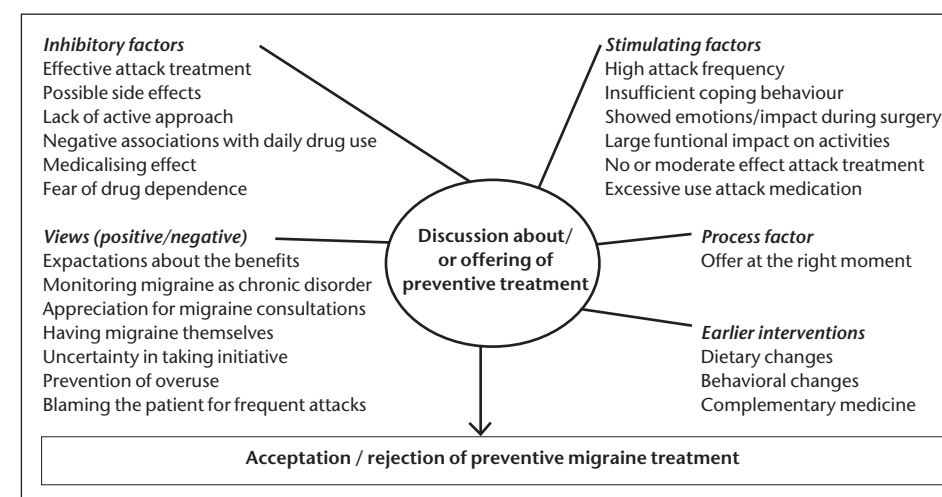 Inhibitory factors
Effective attack treatment
Possible side effects
Lack of active approach
Negative associations with daily drug use
Medicalising effect
Fear of drug dependence
Stimulating factors
High attack frequency
Insufficient coping behaviour
Showed emotions/impact during surgery
Large funtional impact on activities
No or moderate effect attack treatment
Excessive use attack medication
Views (positive/negative)
Expactations about the benefits
Monitoring migraine as chronic disorder
Appreciation for migraine consultations
Having migraine themselves
Uncertainty in taking initiative
Prevention of overuse
Blaming the patient for frequent attacks
Discussion about/
or offering of
preventive treatment
Process factor
Offer at the right moment
Earlier interventions
Dietary changes
Behavioral changes
Complementary medicine
Acceptation / rejection of preventive migraine treatment